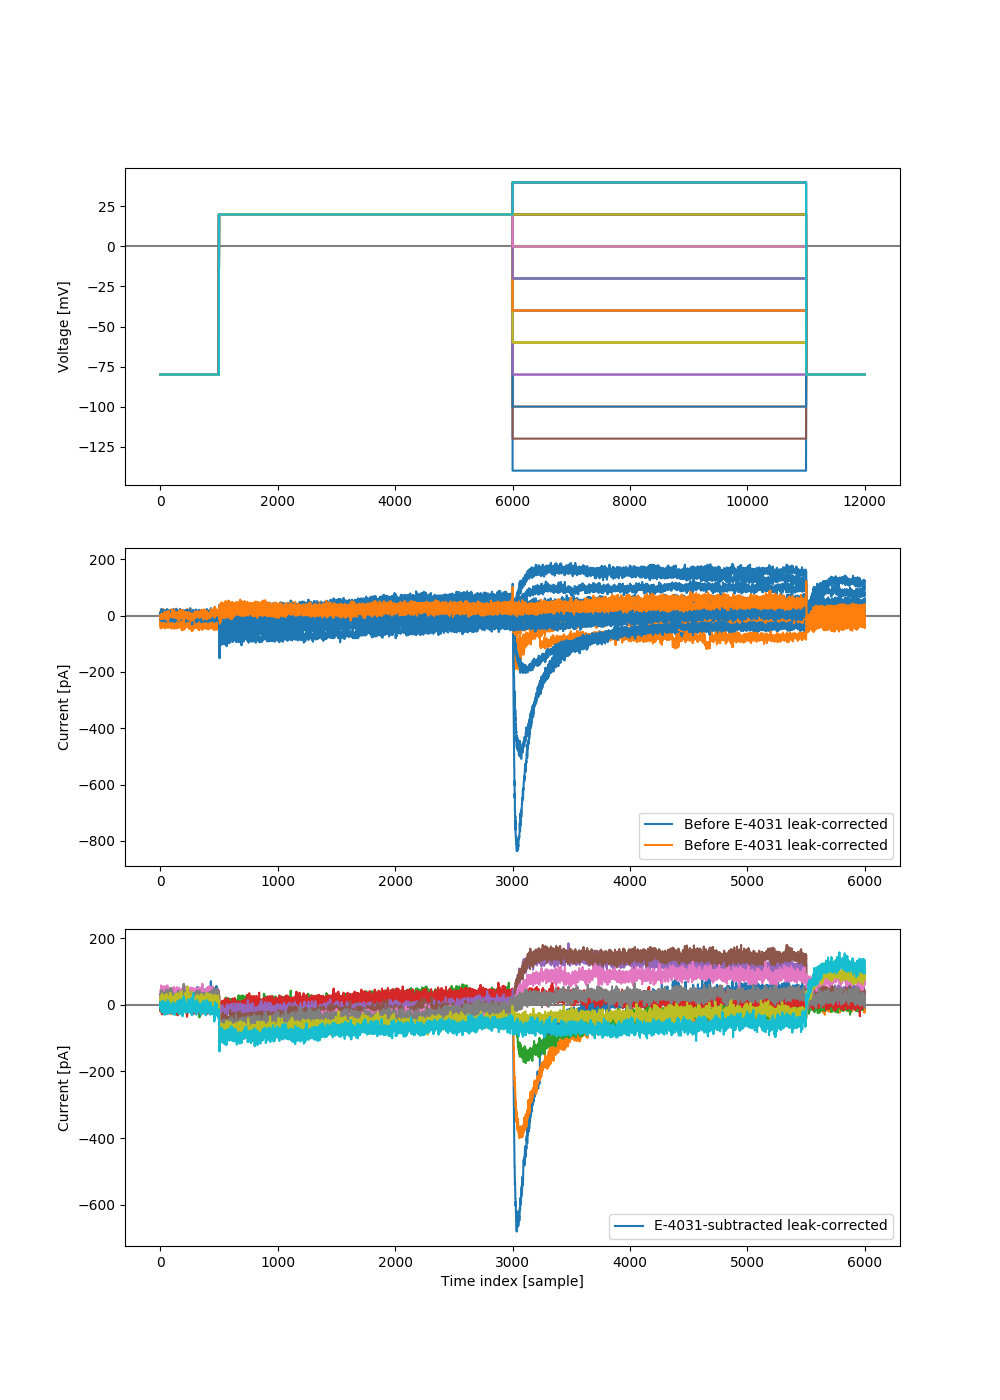 25
0
−25
−50
−75
−100
−125
Voltage [mV]
0 2000 4000 6000 8000 10000 12000
200
0
−200
−400
−600
−800
Current [pA]
Before E-4031 leak-corrected
Before E-4031 leak-corrected
0 1000 2000 3000 4000 5000 6000
200
0
−200
−400
−600
Current [pA]
E-4031-subtracted leak-corrected
0 1000 2000 3000 4000 5000 6000
Time index [sample]